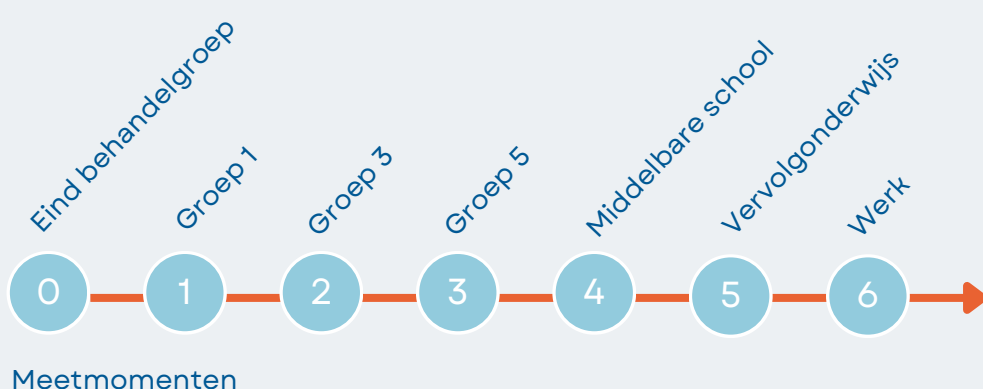 Eind behandelgroep
Groep 1
Groep 3
Groep 5
Middelbare school
Vervolgonderwijs
Werk
0
1
2
3
4
5
6
Meetmomenten